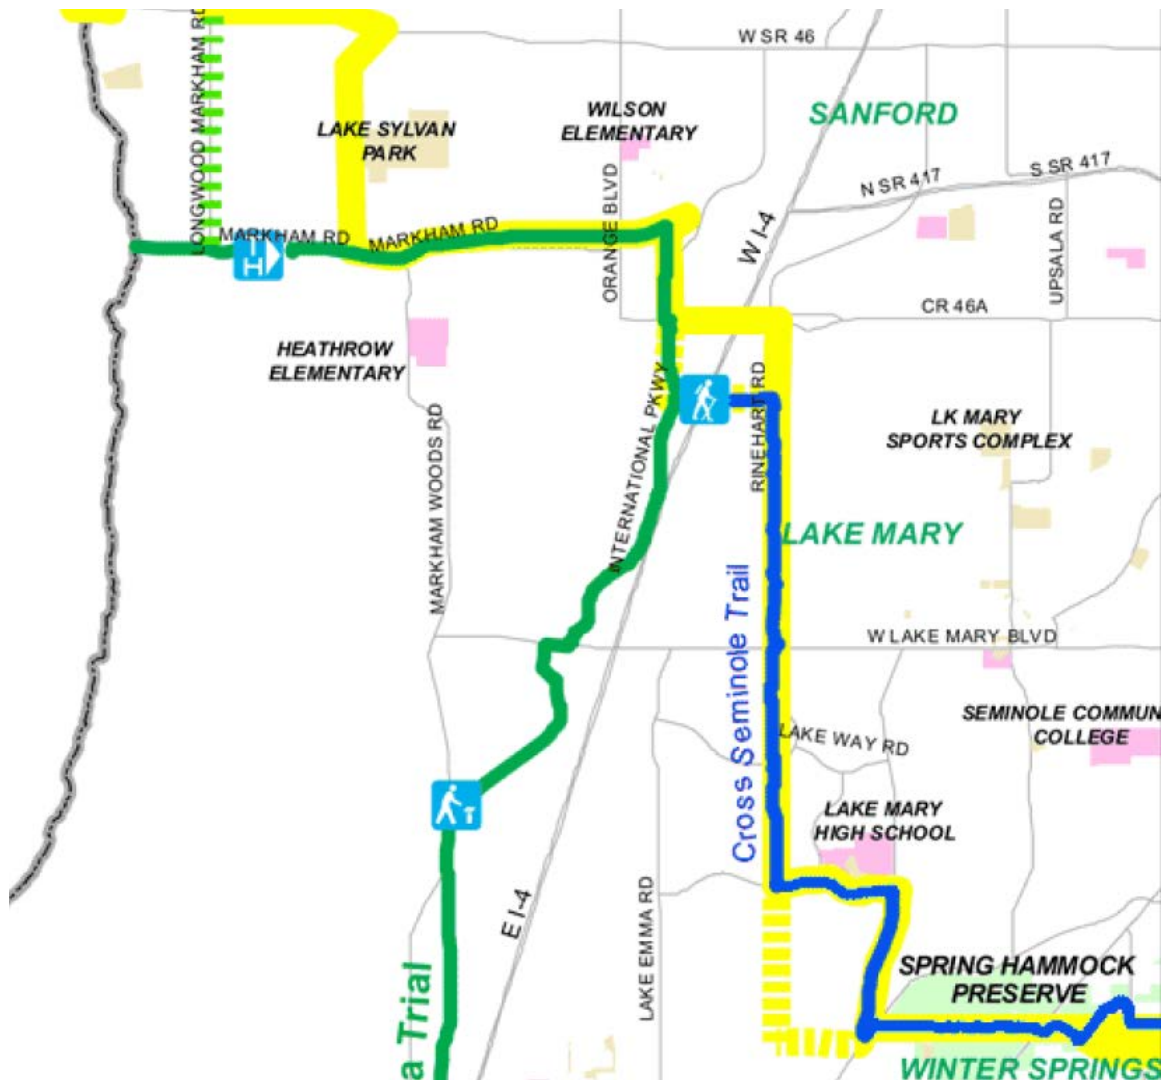 W SR 46
LONGWOOD MARKHAM RD
LAKE SYLVAN
PARK
WILSON
ELEMENTARY
SANFORD
N SR 417
S SR 417
MARKHAM RD
MARKHAM RD
ORANGE BLVD
W I-4
UPSALA RD
H
CR 46A
HEATHROW
ELEMENTARY
INTERNATIONAL PKWY
RINEHART RD
MARKHAM WOODS RD
LK MARY
SPORTS COMPLEX
LAKE MARY
Cross Seminole Trail
W LAKE MARY BLVD
SEMINOLE COMMUN
COLLEGE
LAKE WAY RD
LAKE MARY
HIGH SCHOOL
E I-4
LAKE EMMA RD
a Trial
SPRING HAMMOCK
PRESERVE
WINTER SPRINGS